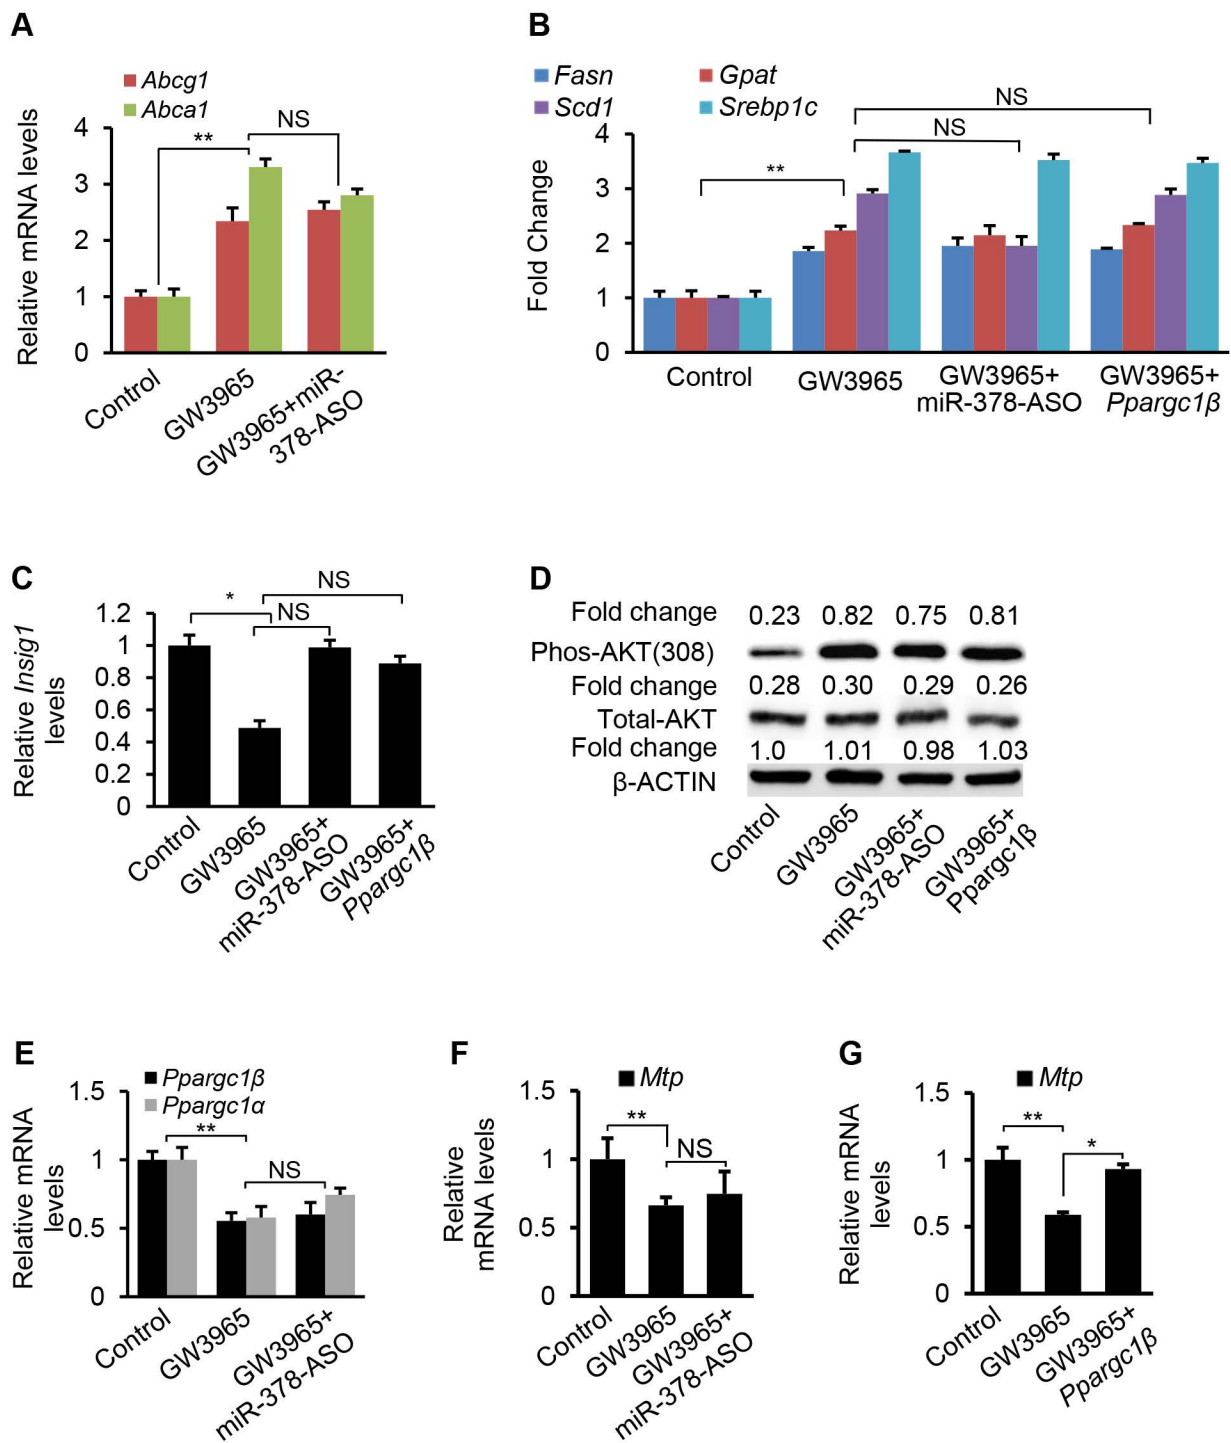 A
Abcg1
Abca1
Relative mRNA levels
4
3
2
1
0
**
NS
Control
GW3965
GW3965+miR-
378-ASO
B
Fasn
Gpat
Scd1
Srebp1c
Fold Change
4
3
2
1
0
**
NS
NS
Control
GW3965
GW3965+
miR-378-ASO
GW3965+
Ppargc1β
C
Relative Insig1
levels
1.2
1
0.8
0.6
0.4
0.2
0
*
NS
NS
Control
GW3965
GW3965+
miR-378-ASO
GW3965+
Ppargc1β
D
Fold change 0.23 0.82 0.75 0.81
Phos-AKT(308)
Fold change 0.28 0.30 0.29 0.26
Total-AKT
Fold change 1.0 1.01 0.98 1.03
β-ACTIN
Control
GW3965
GW3965+
miR-378-ASO
GW3965+
Ppargc1β
E
Ppargc1β
Ppargc1α
Relative mRNA
levels
1.5
1
0.5
0
**
NS
Control
GW3965
GW3965+
miR-378-ASO
F
Mtp
Relative
mRNA levels
1.5
1
0.5
0
**
NS
Control
GW3965
GW3965+
miR-378-ASO
G
Mtp
Relative mRNA
levels
1.5
1
0.5
0
**
*
Control
GW3965
GW3965+
Ppargc1β